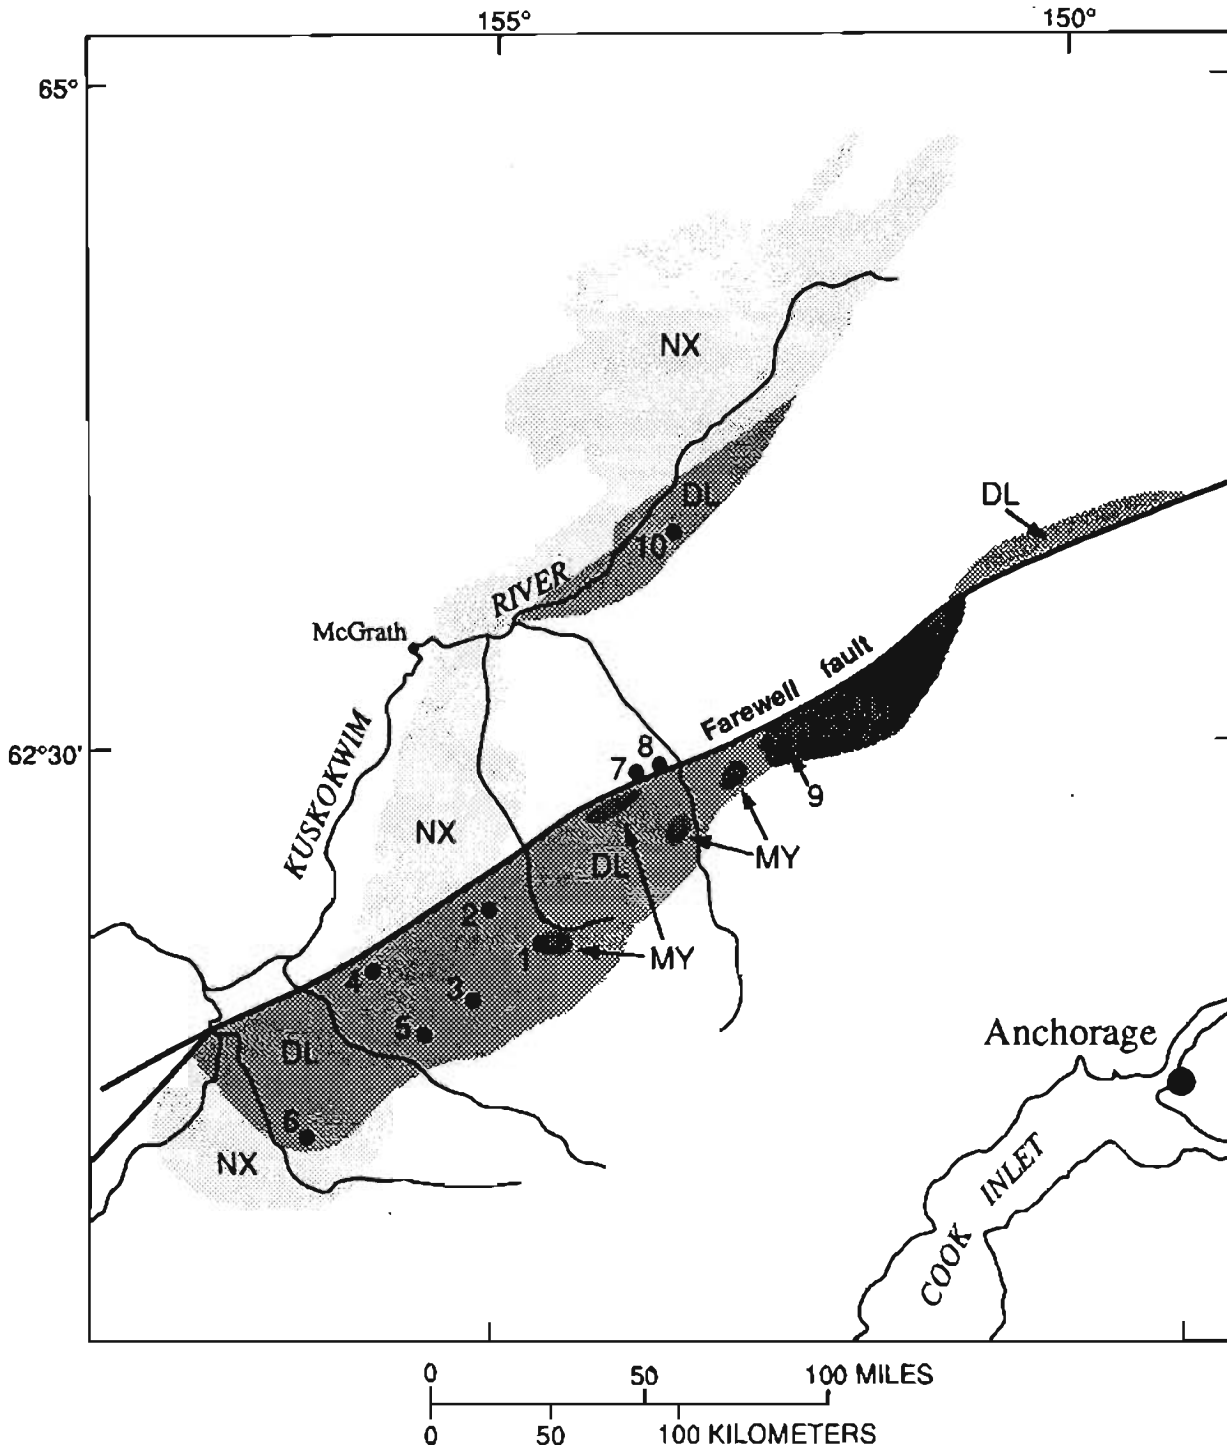 155°
150°
65°
NX
DL
DL
10
RIVER
McGrath
Farewell fault
62°30'
8
7
9
KUSKOKWIM
NX
MY
DL
2
1
MY
4
3
5
Anchorage
DL
6
NX
COOK INLET
0 50 100 MILES
0 50 100 KILOMETERS